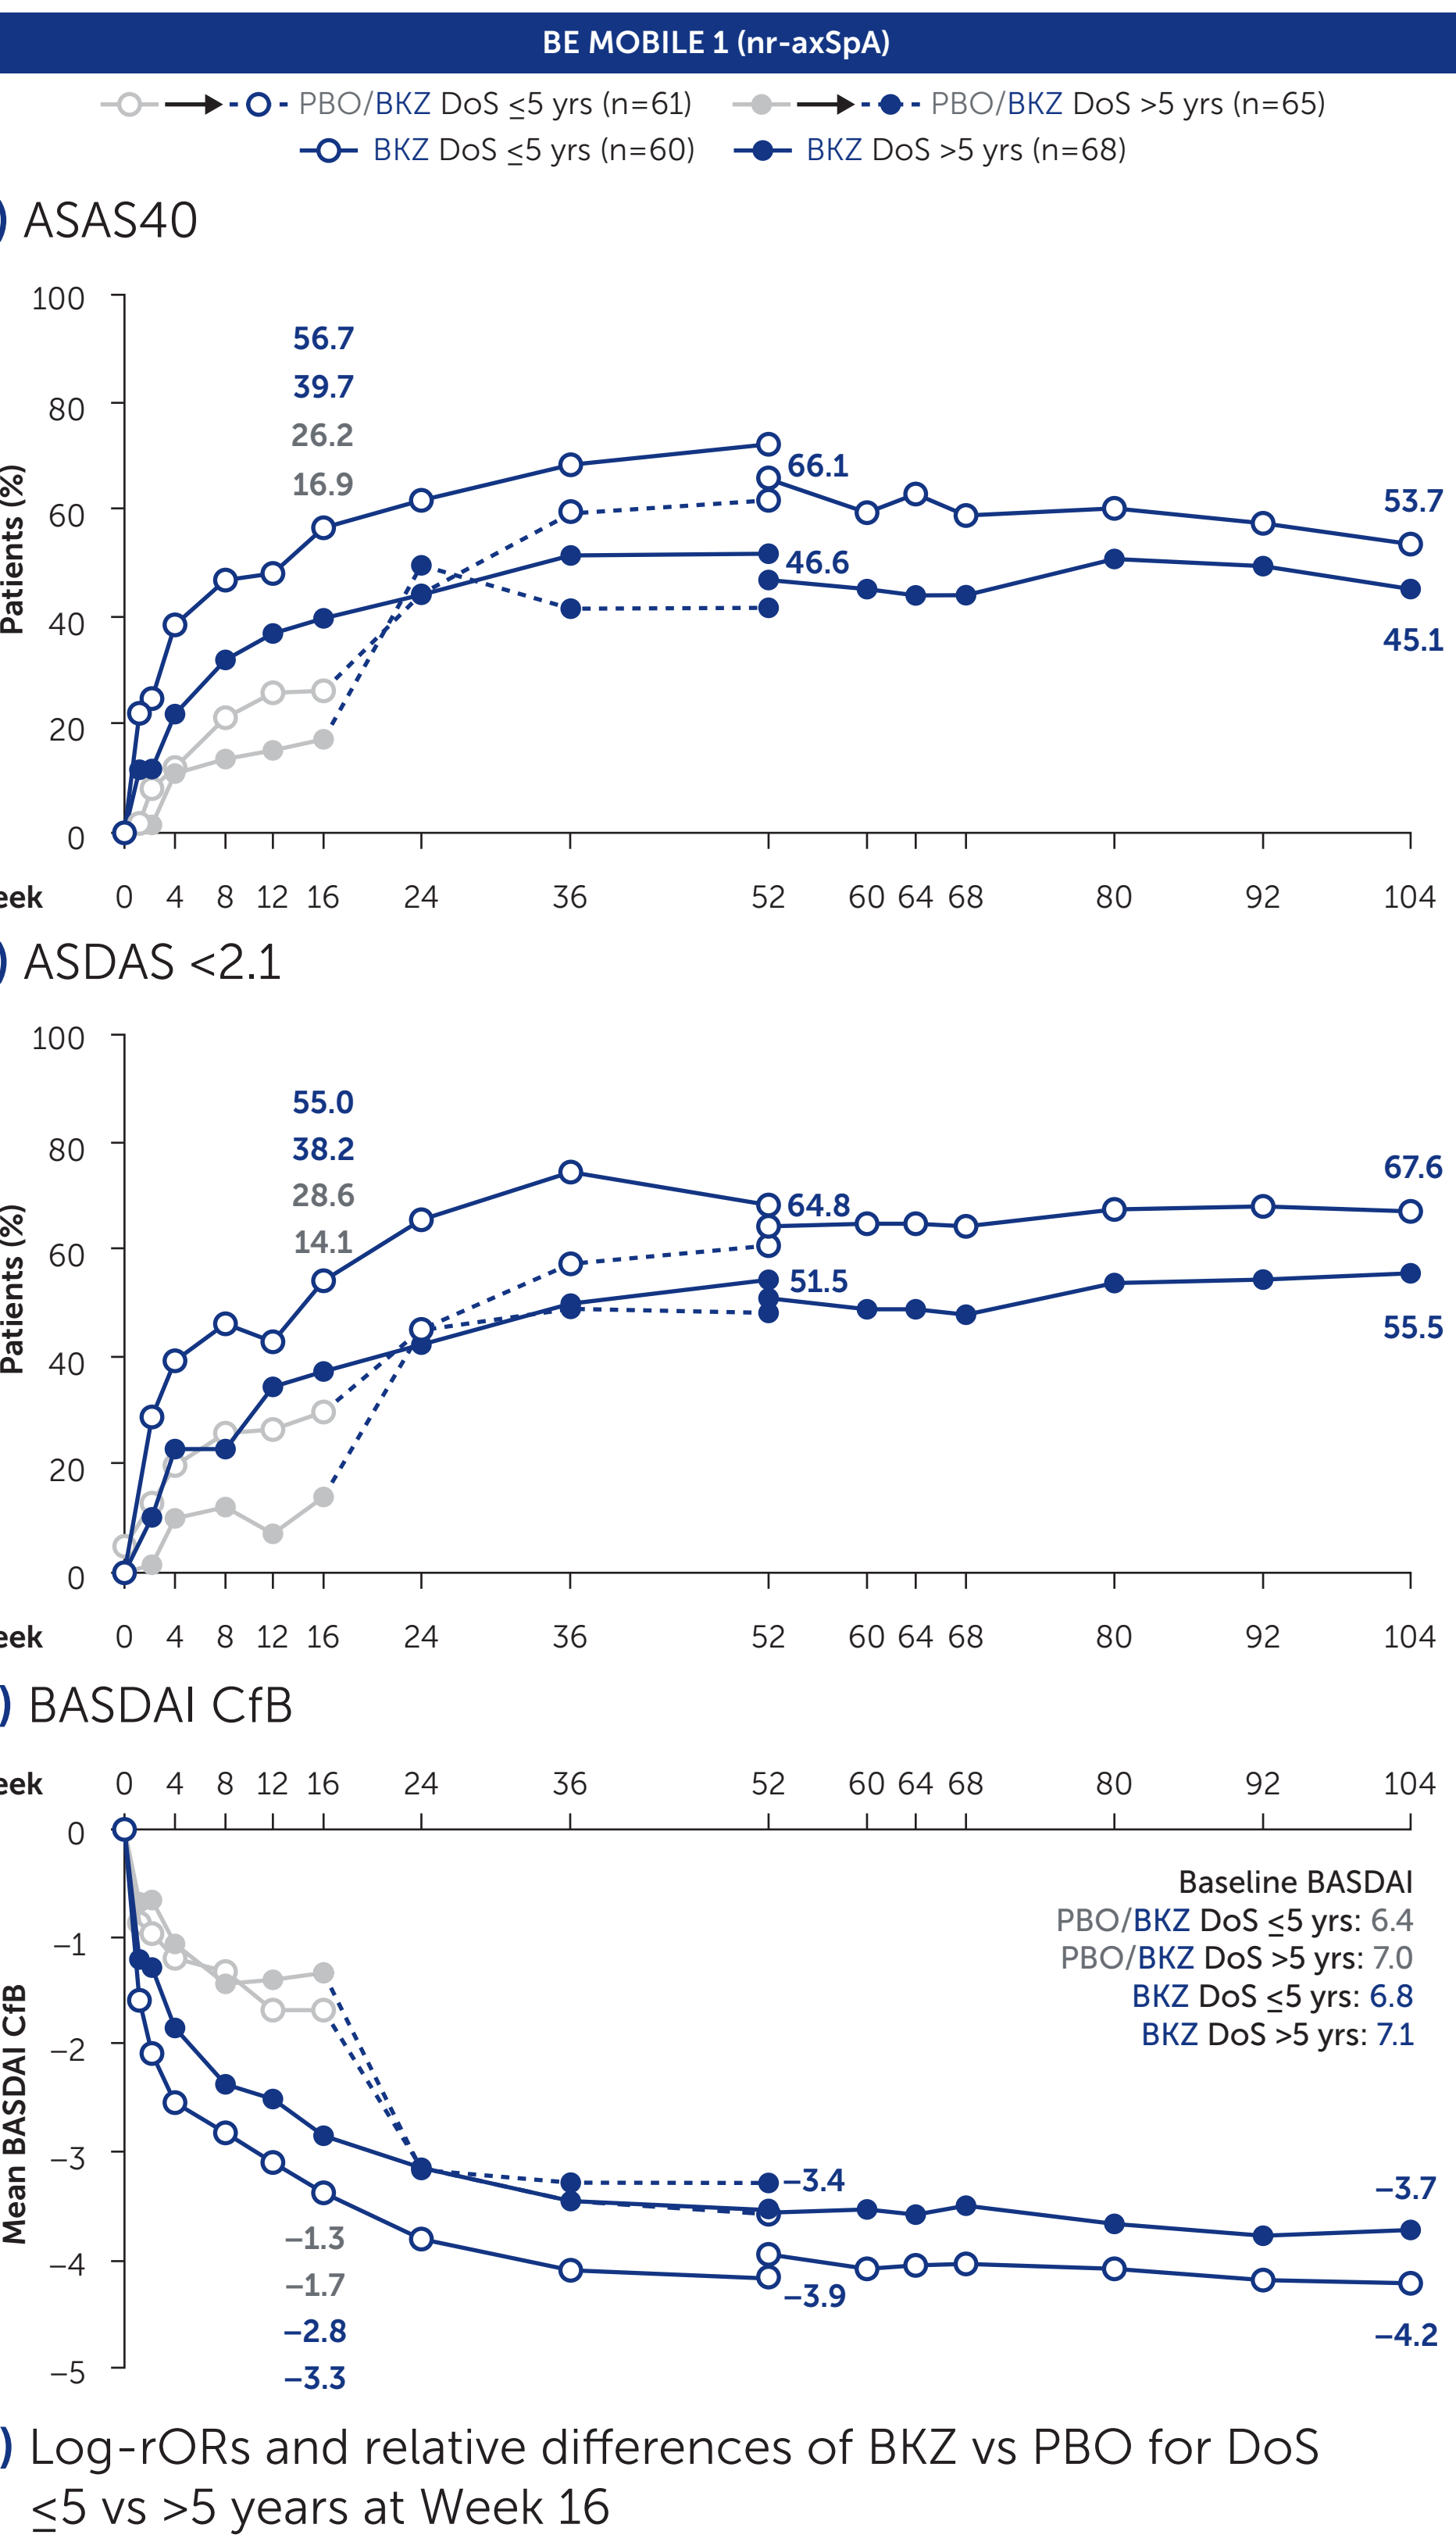 BE MOBILE 1 (nr-axSpA)
PBO/BKZ DoS ≤5 yrs (n=61) PBO/BKZ DoS >5 yrs (n=65)
BKZ DoS ≤5 yrs (n=60) BKZ DoS >5 yrs (n=68)
) ASAS40
Patients (%)
100
80
60
40
20
0
56.7
39.7
26.2
16.9
66.1
46.6
53.7
45.1
eek 0 4 8 12 16 24 36 52 60 64 68 80 92 104
) ASDAS <2.1
Patients (%)
100
80
60
40
20
0
55.0
38.2
28.6
14.1
64.8
51.5
67.6
55.5
eek 0 4 8 12 16 24 36 52 60 64 68 80 92 104
) BASDAI CfB
eek 0 4 8 12 16 24 36 52 60 64 68 80 92 104
Mean BASDAI CfB
0
−1
−2
−3
−4
−5
Baseline BASDAI
PBO/BKZ DoS ≤5 yrs: 6.4
PBO/BKZ DoS >5 yrs: 7.0
BKZ DoS ≤5 yrs: 6.8
BKZ DoS >5 yrs: 7.1
−1.3
−1.7
−2.8
−3.3
−3.4
−3.9
−3.7
−4.2
) Log-rORs and relative differences of BKZ vs PBO for DoS
≤5 vs >5 years at Week 16